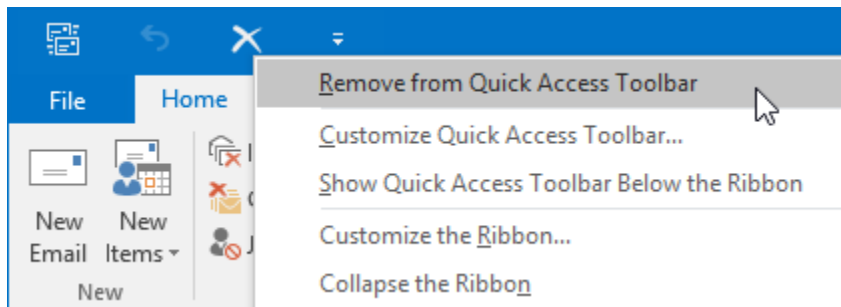 Remove from Quick Access Toolbar
File
Home
Customize Quick Access Toolbar...
Show Quick Access Toolbar Below the Ribbon
New
Email
New
Items
Customize the Ribbon...
Collapse the Ribbon
New